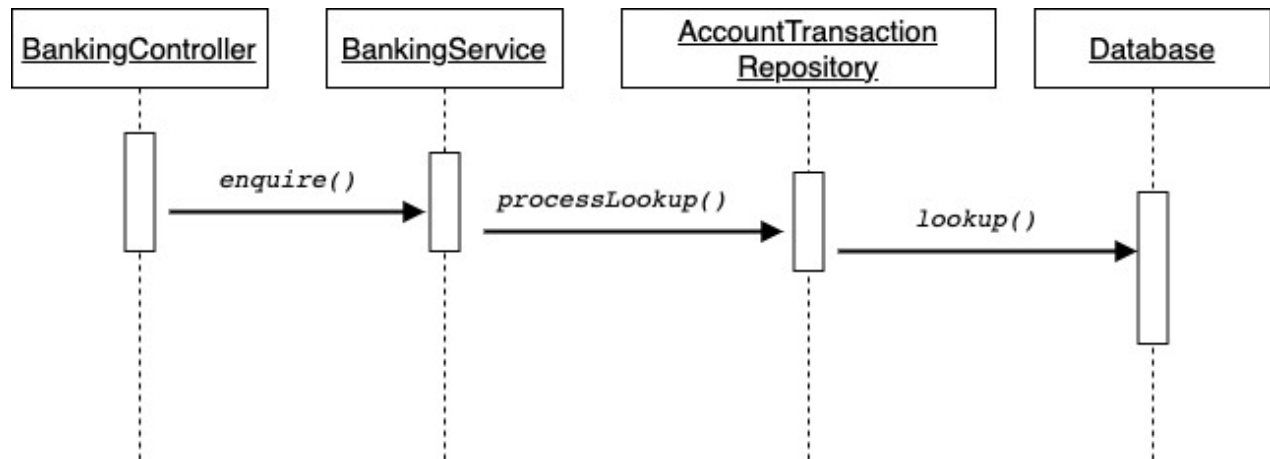 BankingController
BankingService
AccountTransaction
Repository
Database
enquire()
processLookup()
lookup()